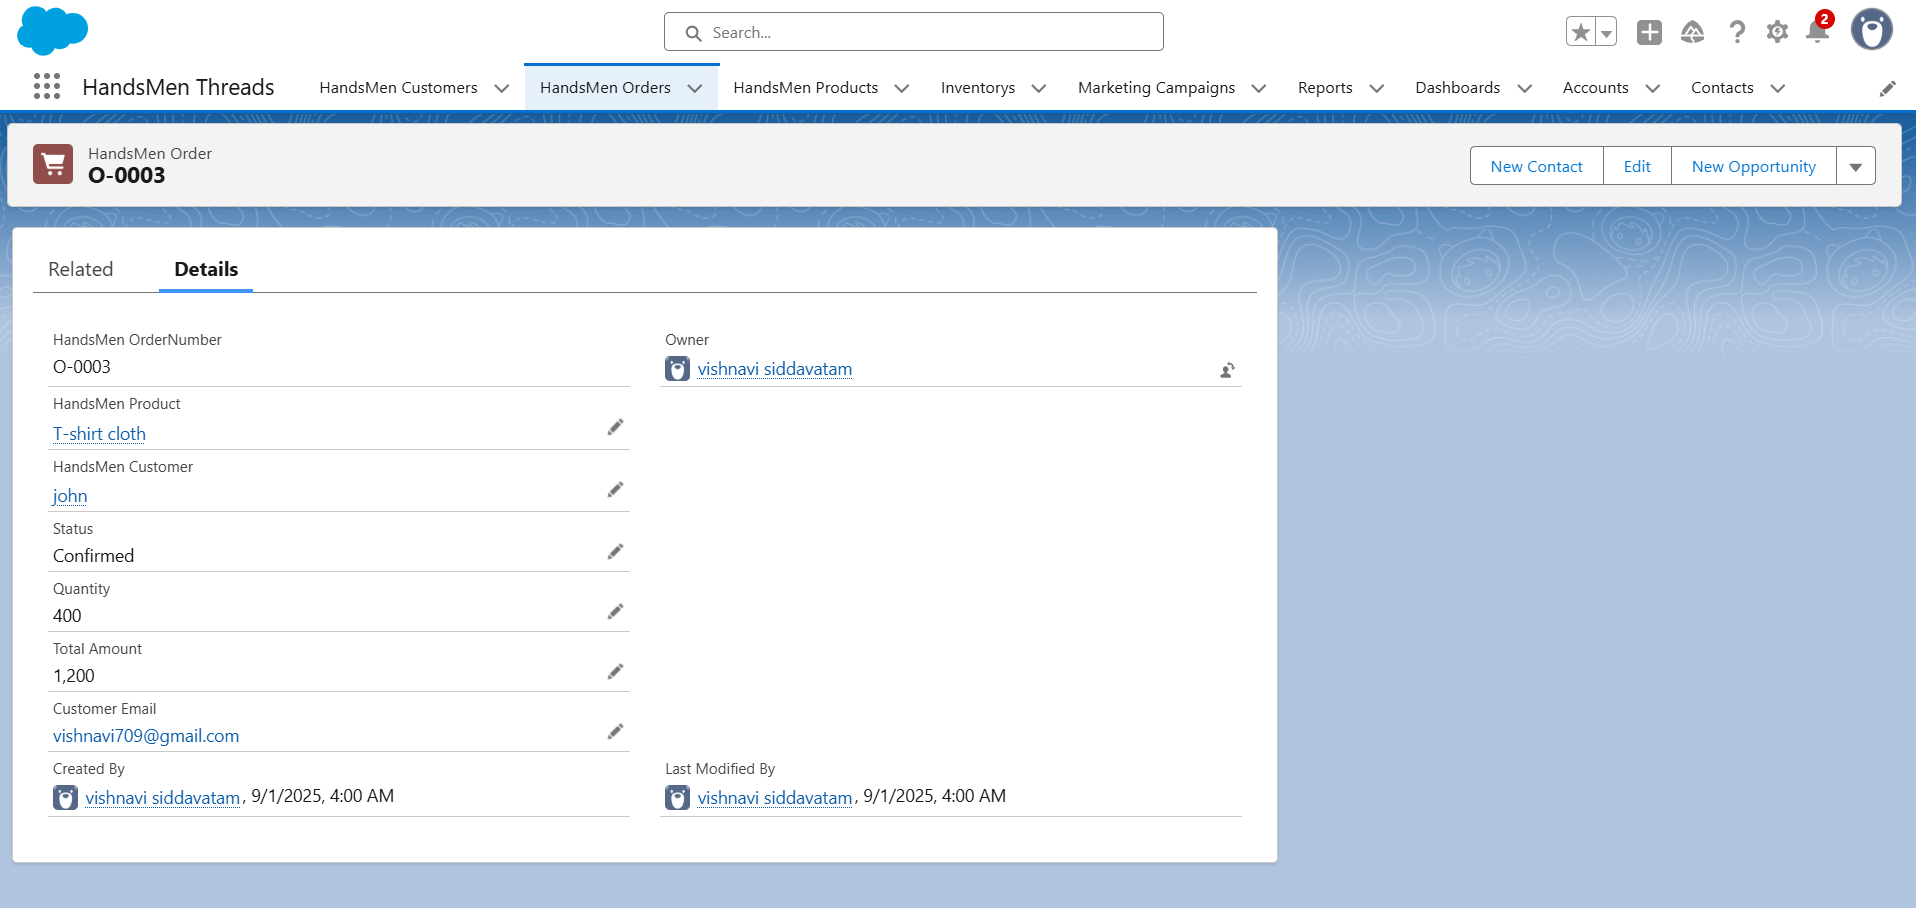 Search...
2
HandsMen Threads
HandsMen Customers
HandsMen Orders
HandsMen Products
Inventorys
Marketing Campaigns
Reports
Dashboards
Accounts
Contacts
HandsMen Order
O-0003
New Contact
Edit
New Opportunity
Related
Details
HandsMen OrderNumber
O-0003
Owner
vishnavi siddavatam
HandsMen Product
T-shirt cloth
HandsMen Customer
john
Status
Confirmed
Quantity
400
Total Amount
1,200
Customer Email
vishnavi709@gmail.com
Created By
vishnavi siddavatam, 9/1/2025, 4:00 AM
Last Modified By
vishnavi siddavatam, 9/1/2025, 4:00 AM